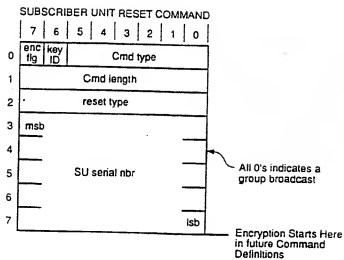 SUBSCRIBER UNIT RESET COMMAND
7 6 5 4 3 2 1 0
0 enc flg key ID Cmd type
1 Cmd length
2 reset type
3 msb
4
All 0's indicates a
group broadcast
5 SU serial nbr
6
7 lsb
Encryption Starts Here
in future Command
Definitions